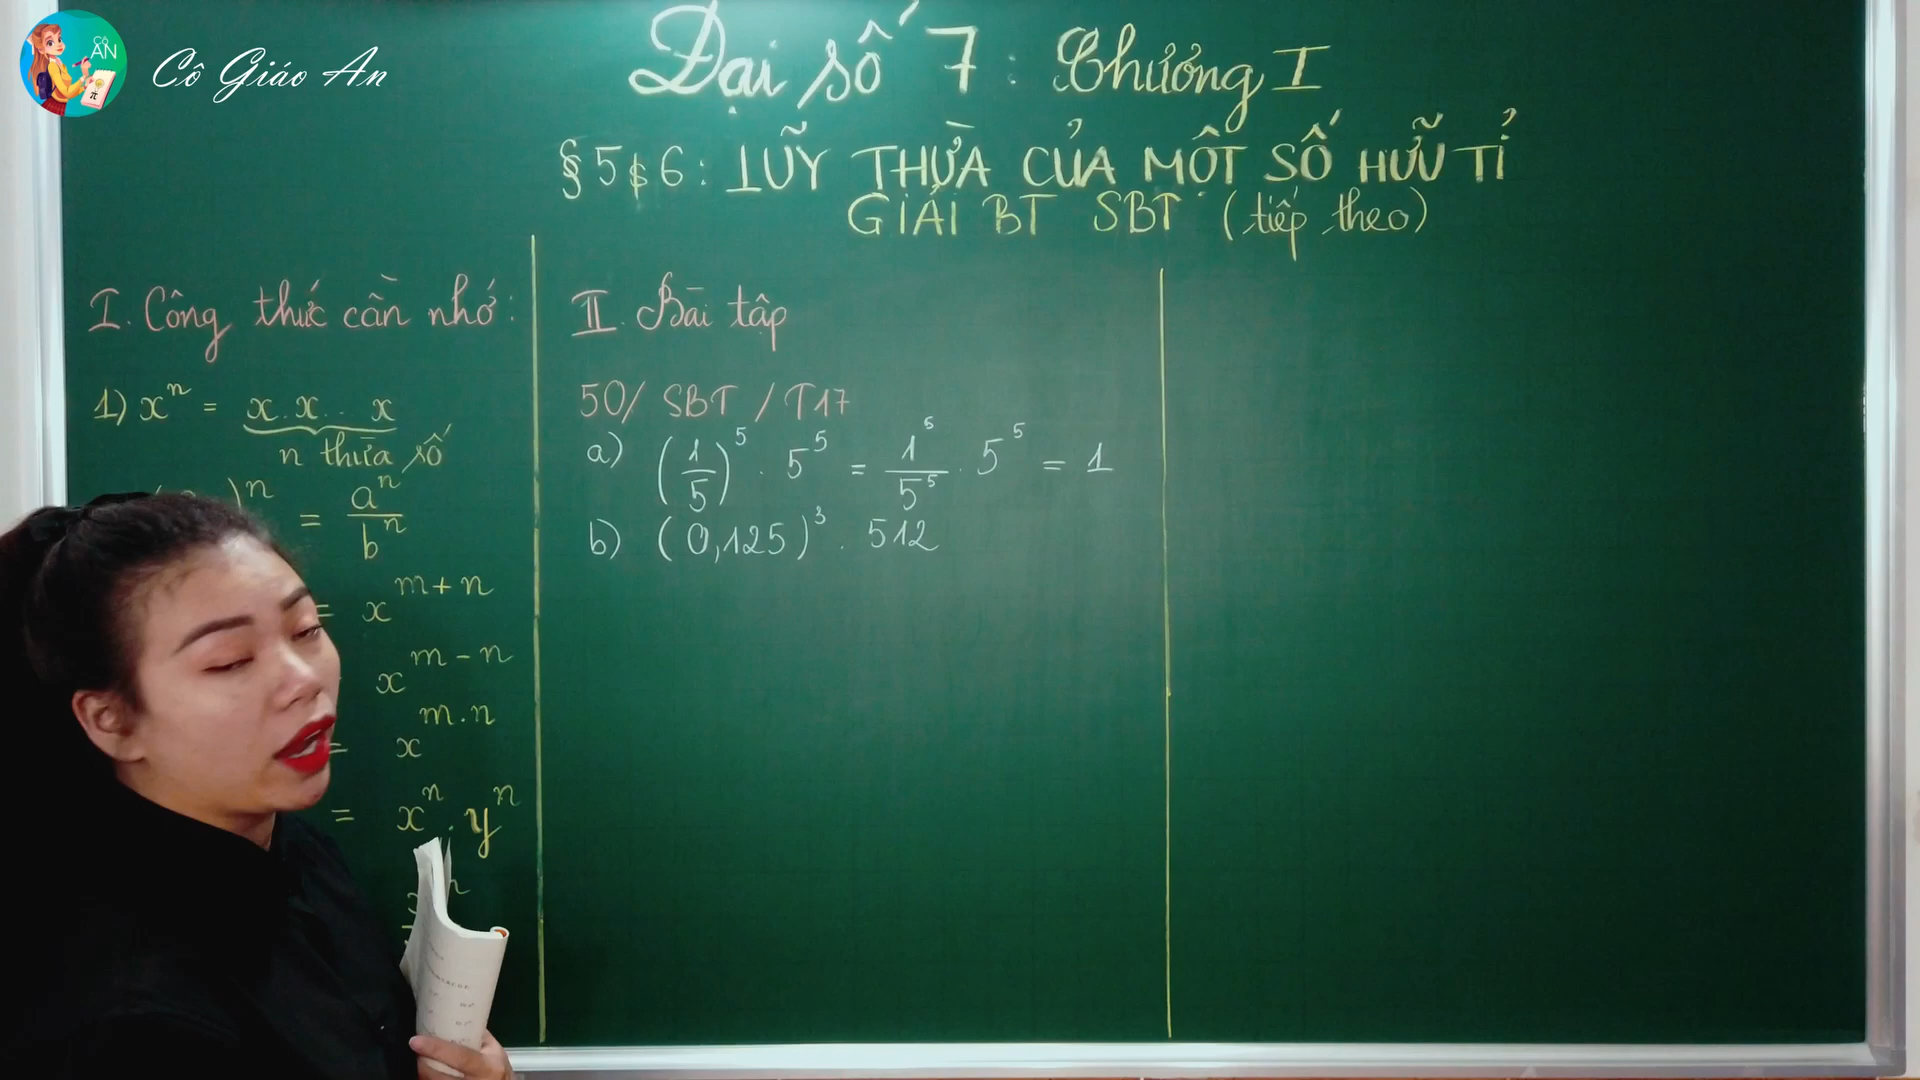 CÔ AN
Cô Giáo An
Đại số 7 : Chương I
§ 5 & 6 : LŨY THỪA CỦA MỘT SỐ HỮU TỈ
GIẢI BT SBT (tiếp theo)
I. Công thức cần nhớ :
1) xⁿ = x . x ... x
n thừa số
)ⁿ = aⁿ/bⁿ
= x^(m+n)
x^(m-n)
= x^(m.n)
= xⁿ . yⁿ
II. Bài tập
50/ SBT / T17
a) (1/5)⁵ . 5⁵ = 1⁵/5⁵ . 5⁵ = 1
b) (0,125)³ . 512